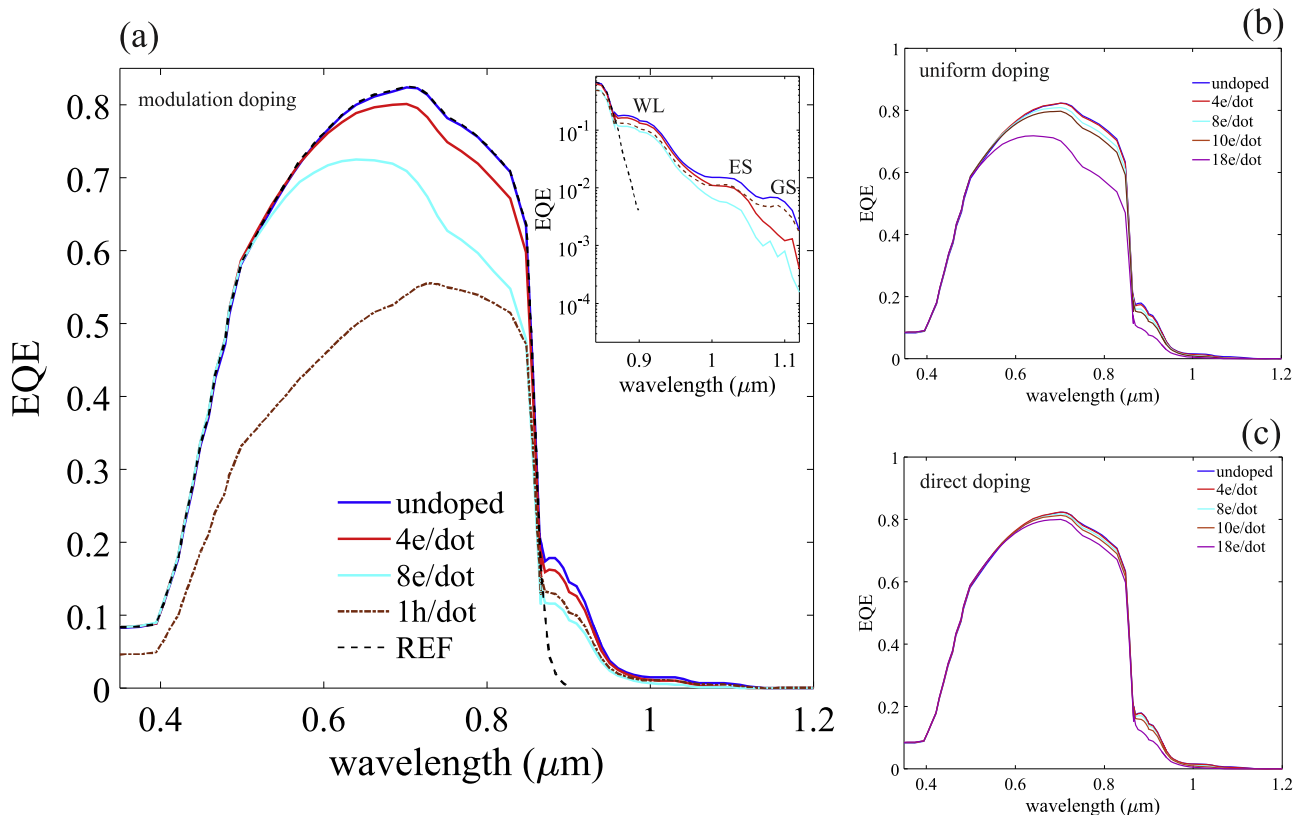 (a)
modulation doping
EQE
0.8
0.7
0.6
0.5
0.4
0.3
0.2
0.1
0
0.4
0.6
0.8
1
1.2
wavelength (μm)
undoped
4e/dot
8e/dot
1h/dot
REF
WL
ES
GS
EQE
10⁻¹
10⁻²
10⁻³
10⁻⁴
0.9
1
1.1
wavelength (μm)
(b)
uniform doping
undoped
4e/dot
8e/dot
10e/dot
18e/dot
EQE
1
0.8
0.6
0.4
0.2
0
0.4
0.6
0.8
1
1.2
wavelength (μm)
(c)
direct doping
undoped
4e/dot
8e/dot
10e/dot
18e/dot
EQE
1
0.8
0.6
0.4
0.2
0
0.4
0.6
0.8
1
1.2
wavelength (μm)